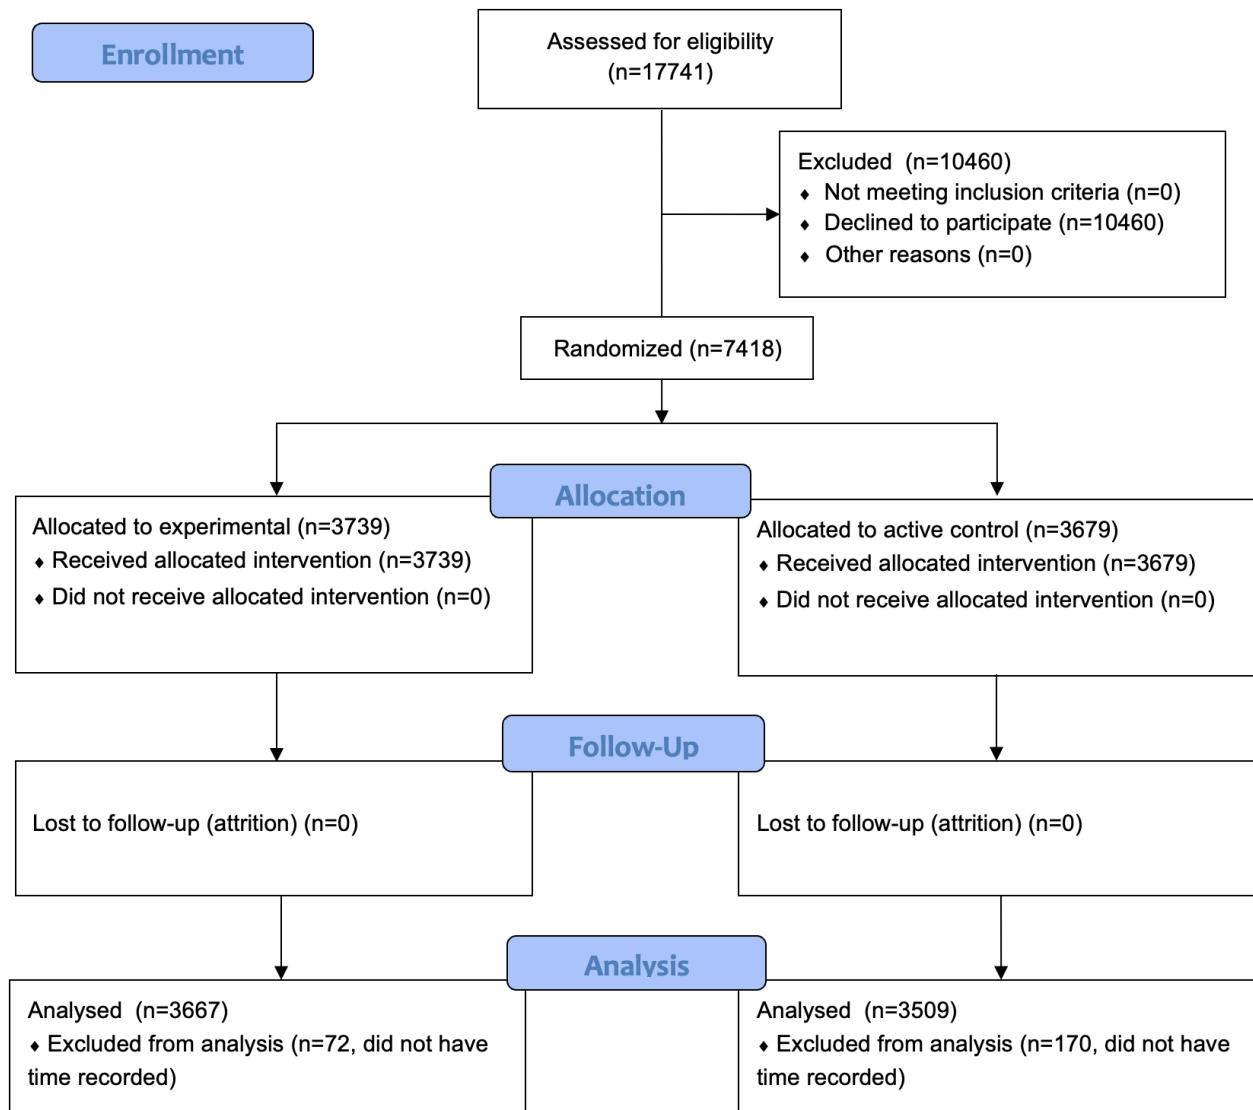 Enrollment
Assessed for eligibility
(n=17741)
Excluded (n=10460)
♦ Not meeting inclusion criteria (n=0)
♦ Declined to participate (n=10460)
♦ Other reasons (n=0)
Randomized (n=7418)
Allocation
Allocated to experimental (n=3739)
♦ Received allocated intervention (n=3739)
♦ Did not receive allocated intervention (n=0)
Allocated to active control (n=3679)
♦ Received allocated intervention (n=3679)
♦ Did not receive allocated intervention (n=0)
Follow-Up
Lost to follow-up (attrition) (n=0)
Lost to follow-up (attrition) (n=0)
Analysis
Analysed (n=3667)
♦ Excluded from analysis (n=72, did not have
time recorded)
Analysed (n=3509)
♦ Excluded from analysis (n=170, did not have
time recorded)